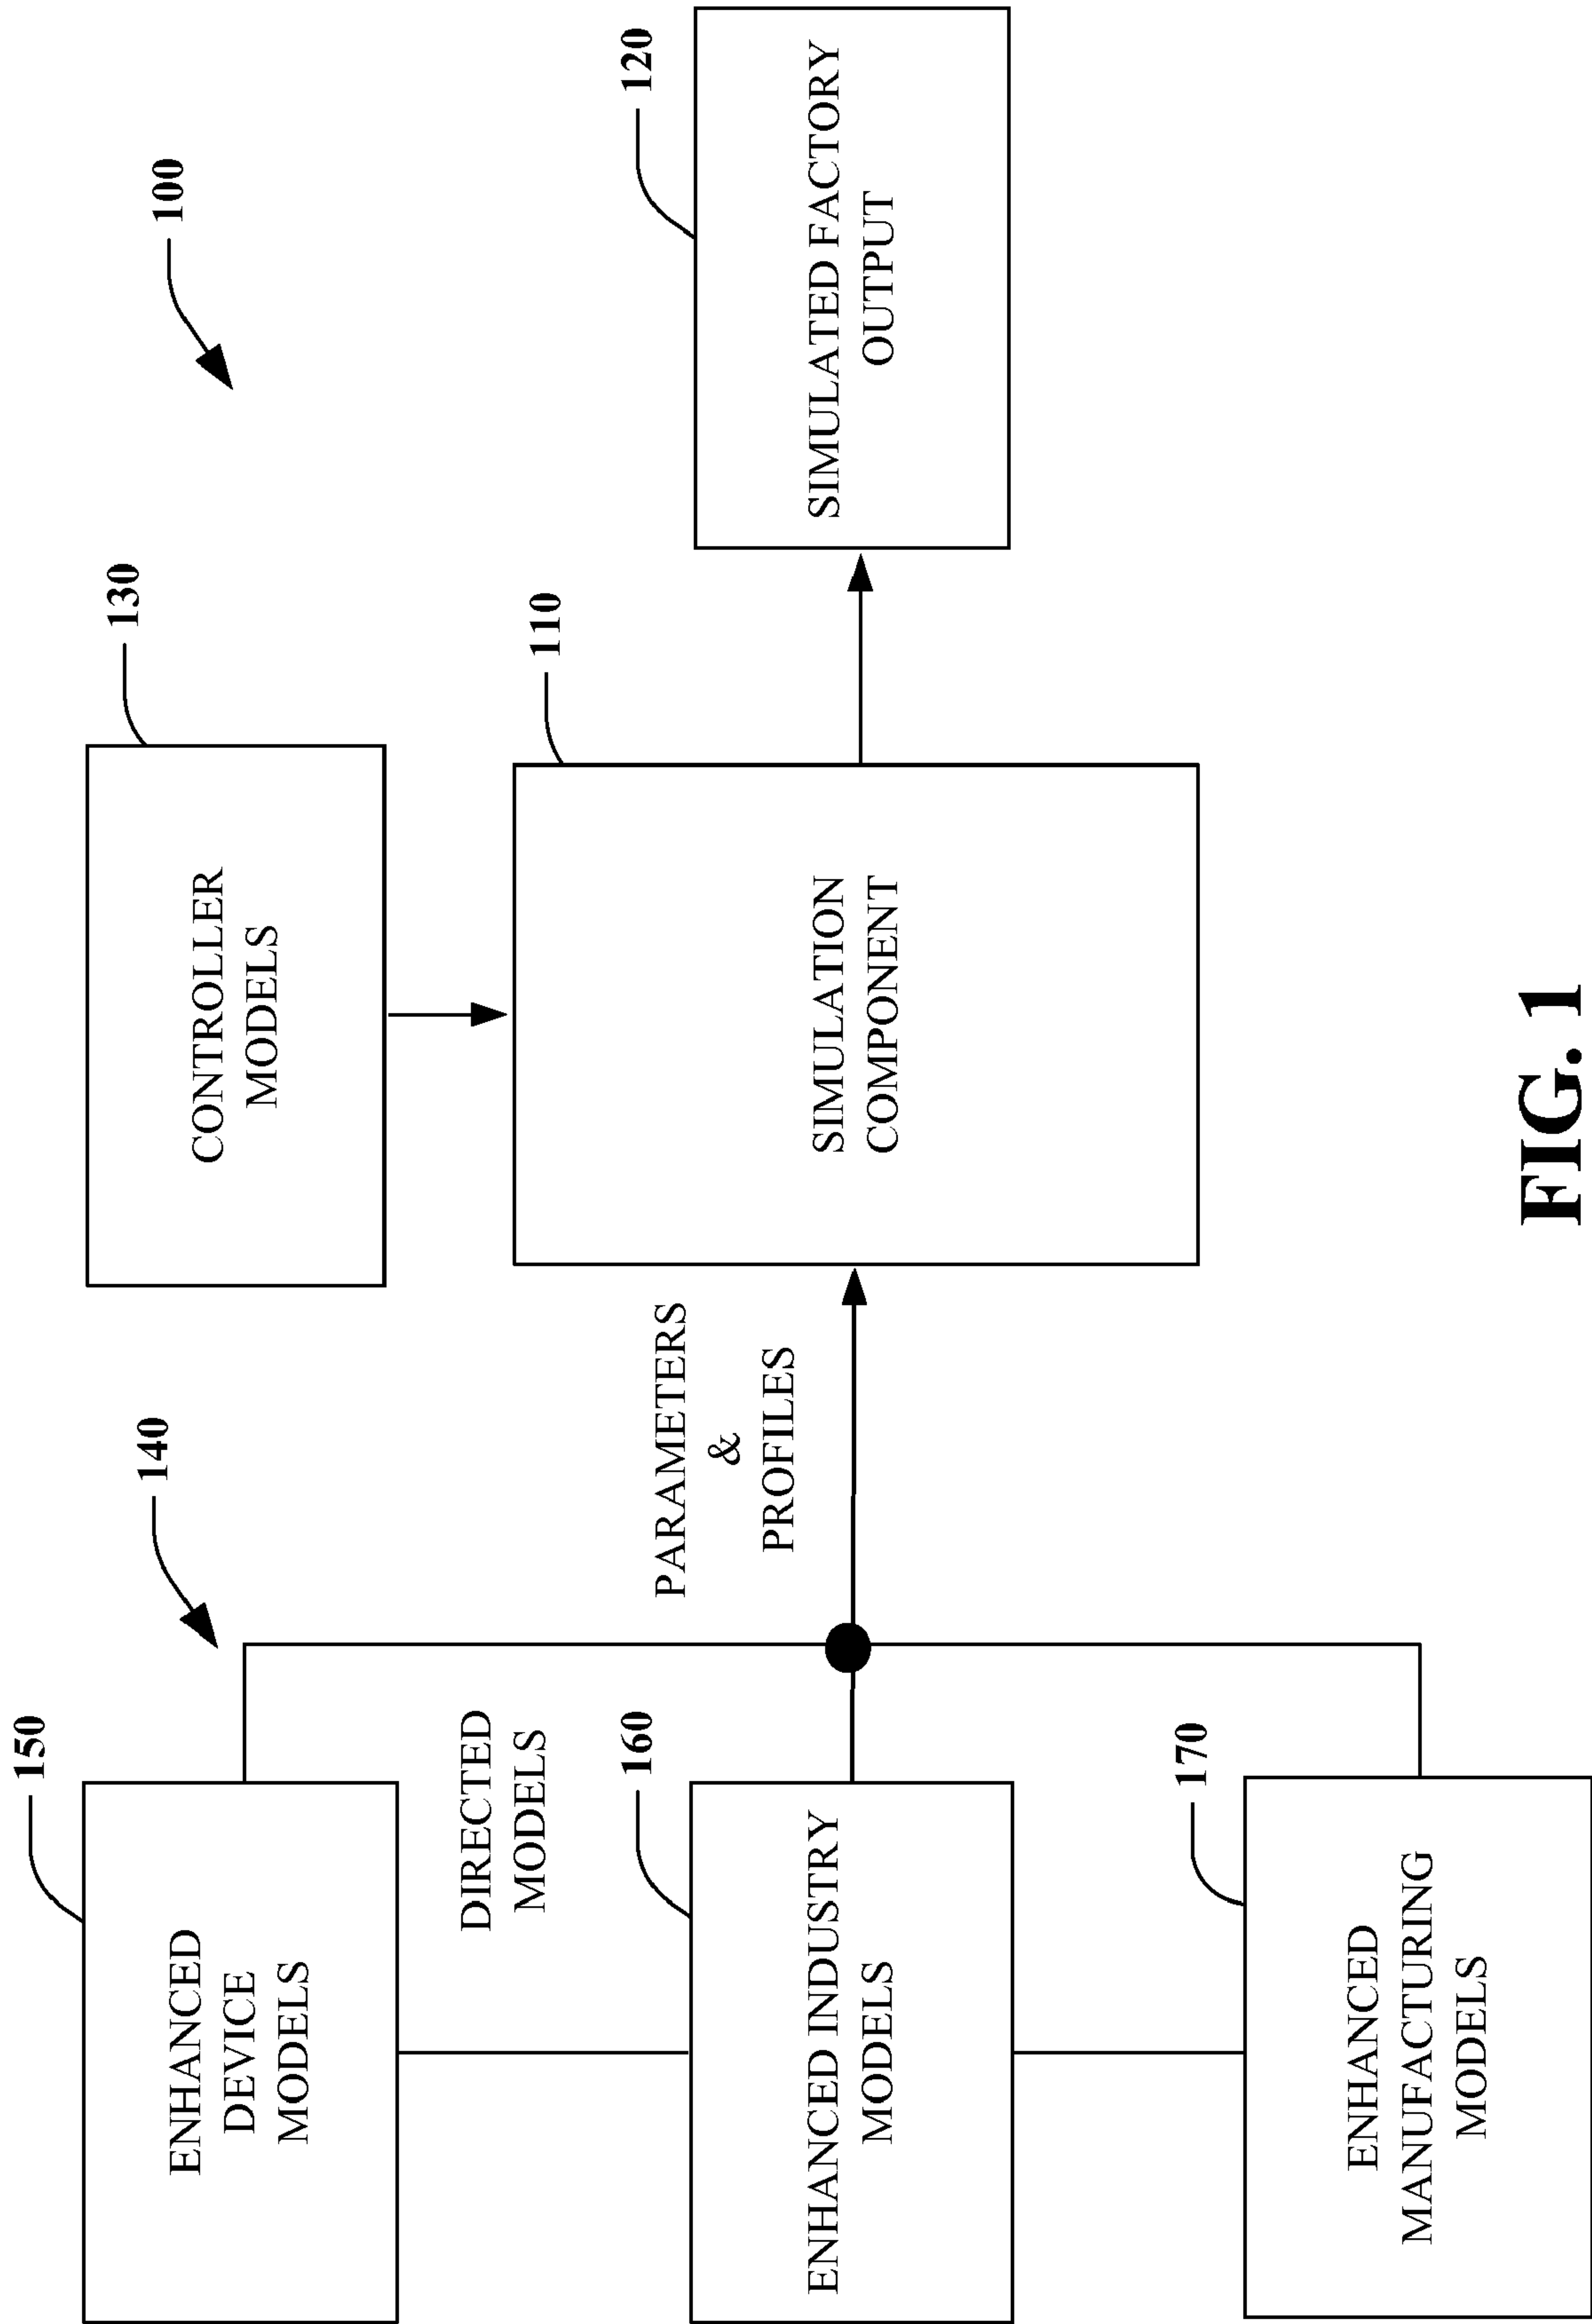 100
130
CONTROLLER
MODELS
140
150
ENHANCED
DEVICE
MODELS
DIRECTED
MODELS
PARAMETERS
&
PROFILES
110
SIMULATION
COMPONENT
120
SIMULATED FACTORY
OUTPUT
160
ENHANCED INDUSTRY
MODELS
170
ENHANCED
MANUFACTURING
MODELS
FIG. 1